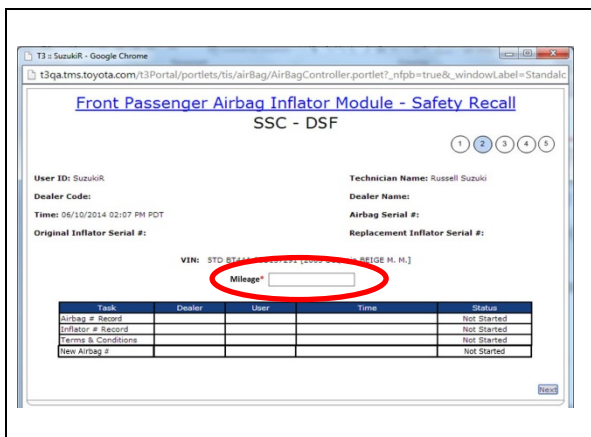 T3 :: SuzukiR - Google Chrome
t3qa.tms.toyota.com/t3Portal/portlets/tis/airBag/AirBagController.portlet?_nfpb=true&_windowLabel=Standalc
Front Passenger Airbag Inflator Module - Safety Recall
SSC - DSF
1 2 3 4 5
User ID: SuzukiR Technician Name: Russell Suzuki
Dealer Code: Dealer Name:
Time: 06/10/2014 02:07 PM PDT Airbag Serial #:
Original Inflator Serial #: Replacement Inflator Serial #:
VIN: BEIGE M. M.]
Mileage*
Task Dealer User Time Status
Airbag # Record Not Started
Inflator # Record Not Started
Terms & Conditions Not Started
New Airbag # Not Started
Next